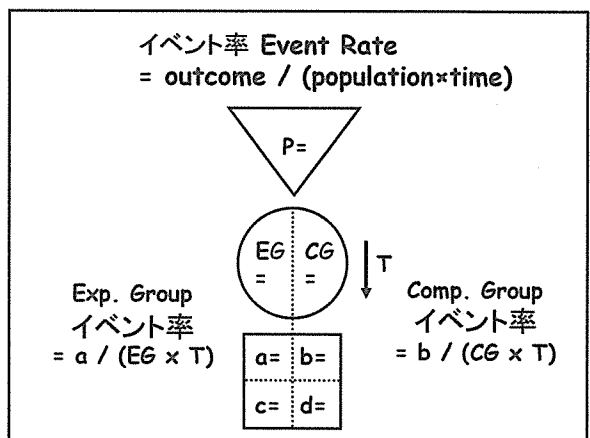 イベント率 Event Rate
= outcome / (population×time)
P=
EG CG
= =
T
Exp. Group
イベント率
= a / (EG x T)
Comp. Group
イベント率
= b / (CG x T)
a= b=
c= d=